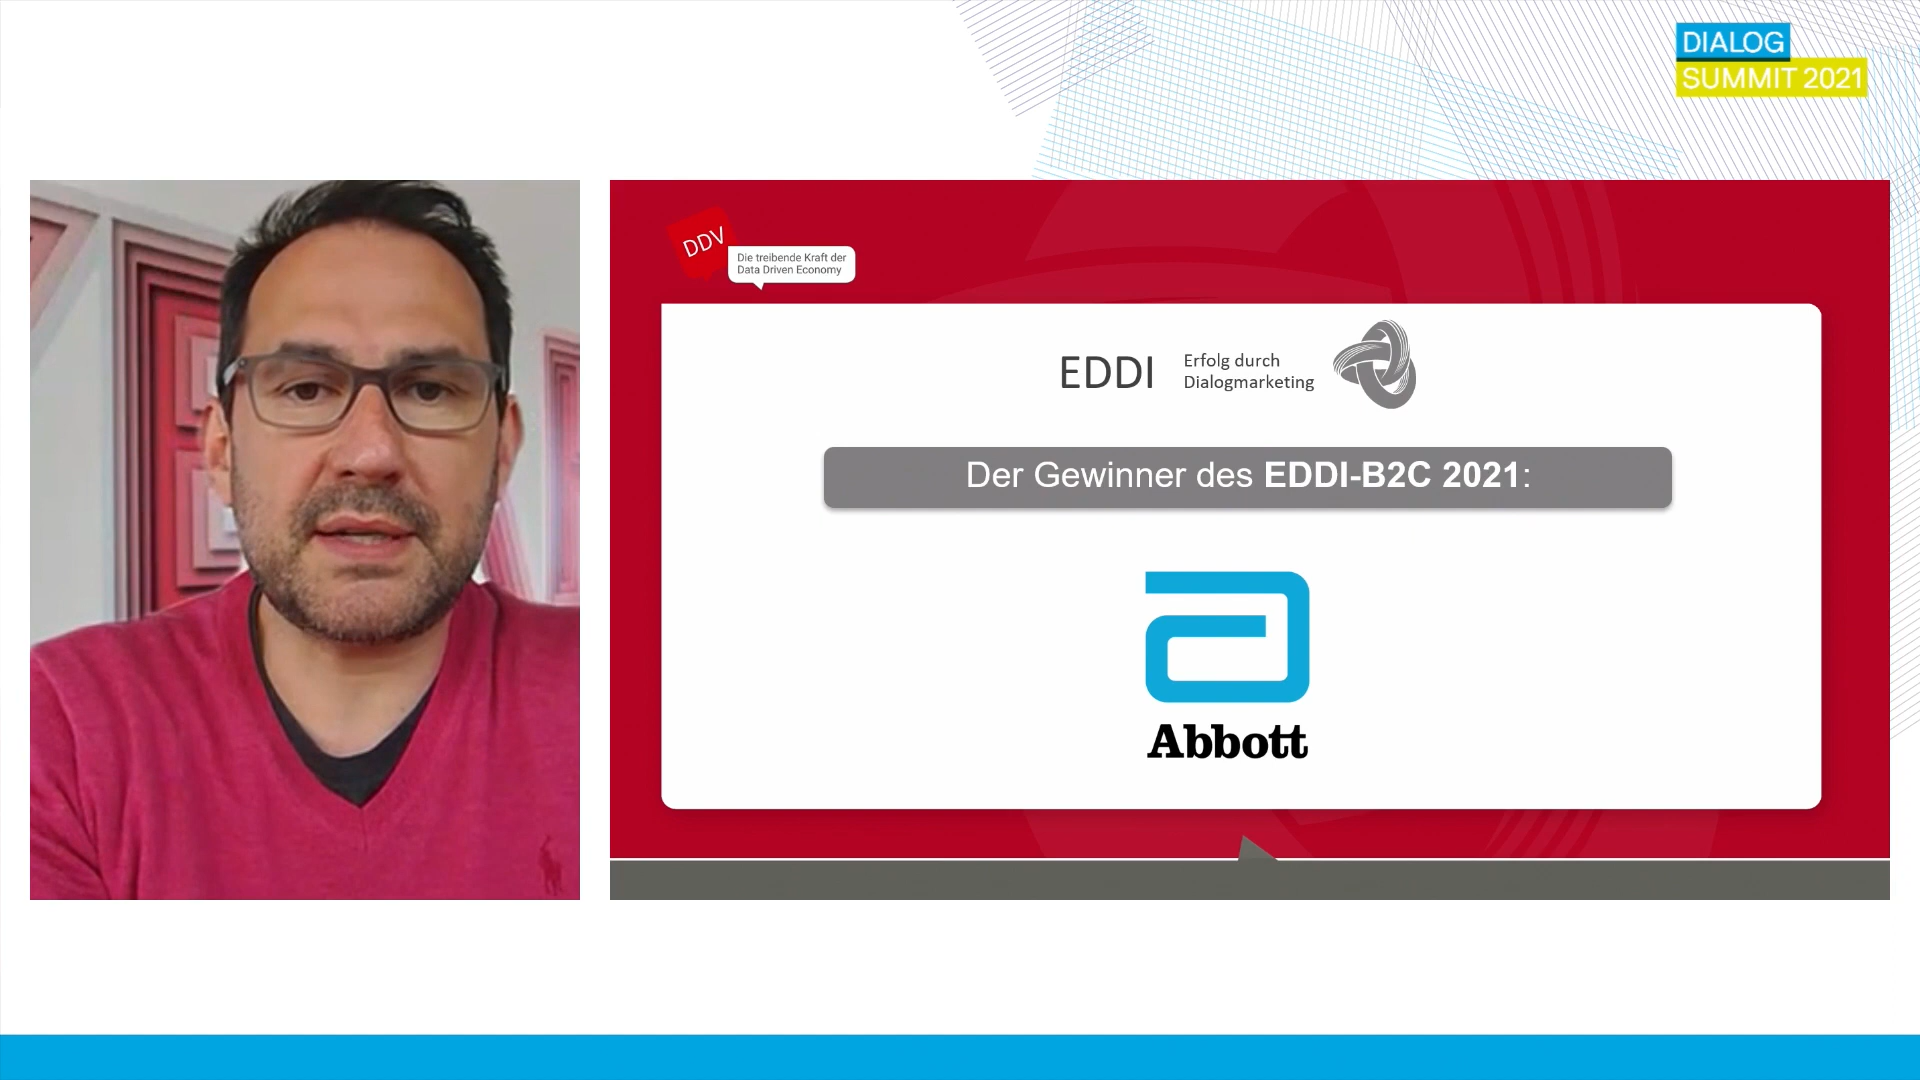 DIALOG
SUMMIT 2021
DDV
Die treibende Kraft der
Data Driven Economy
EDDI
Erfolg durch
Dialogmarketing
Der Gewinner des EDDI-B2C 2021:
Abbott